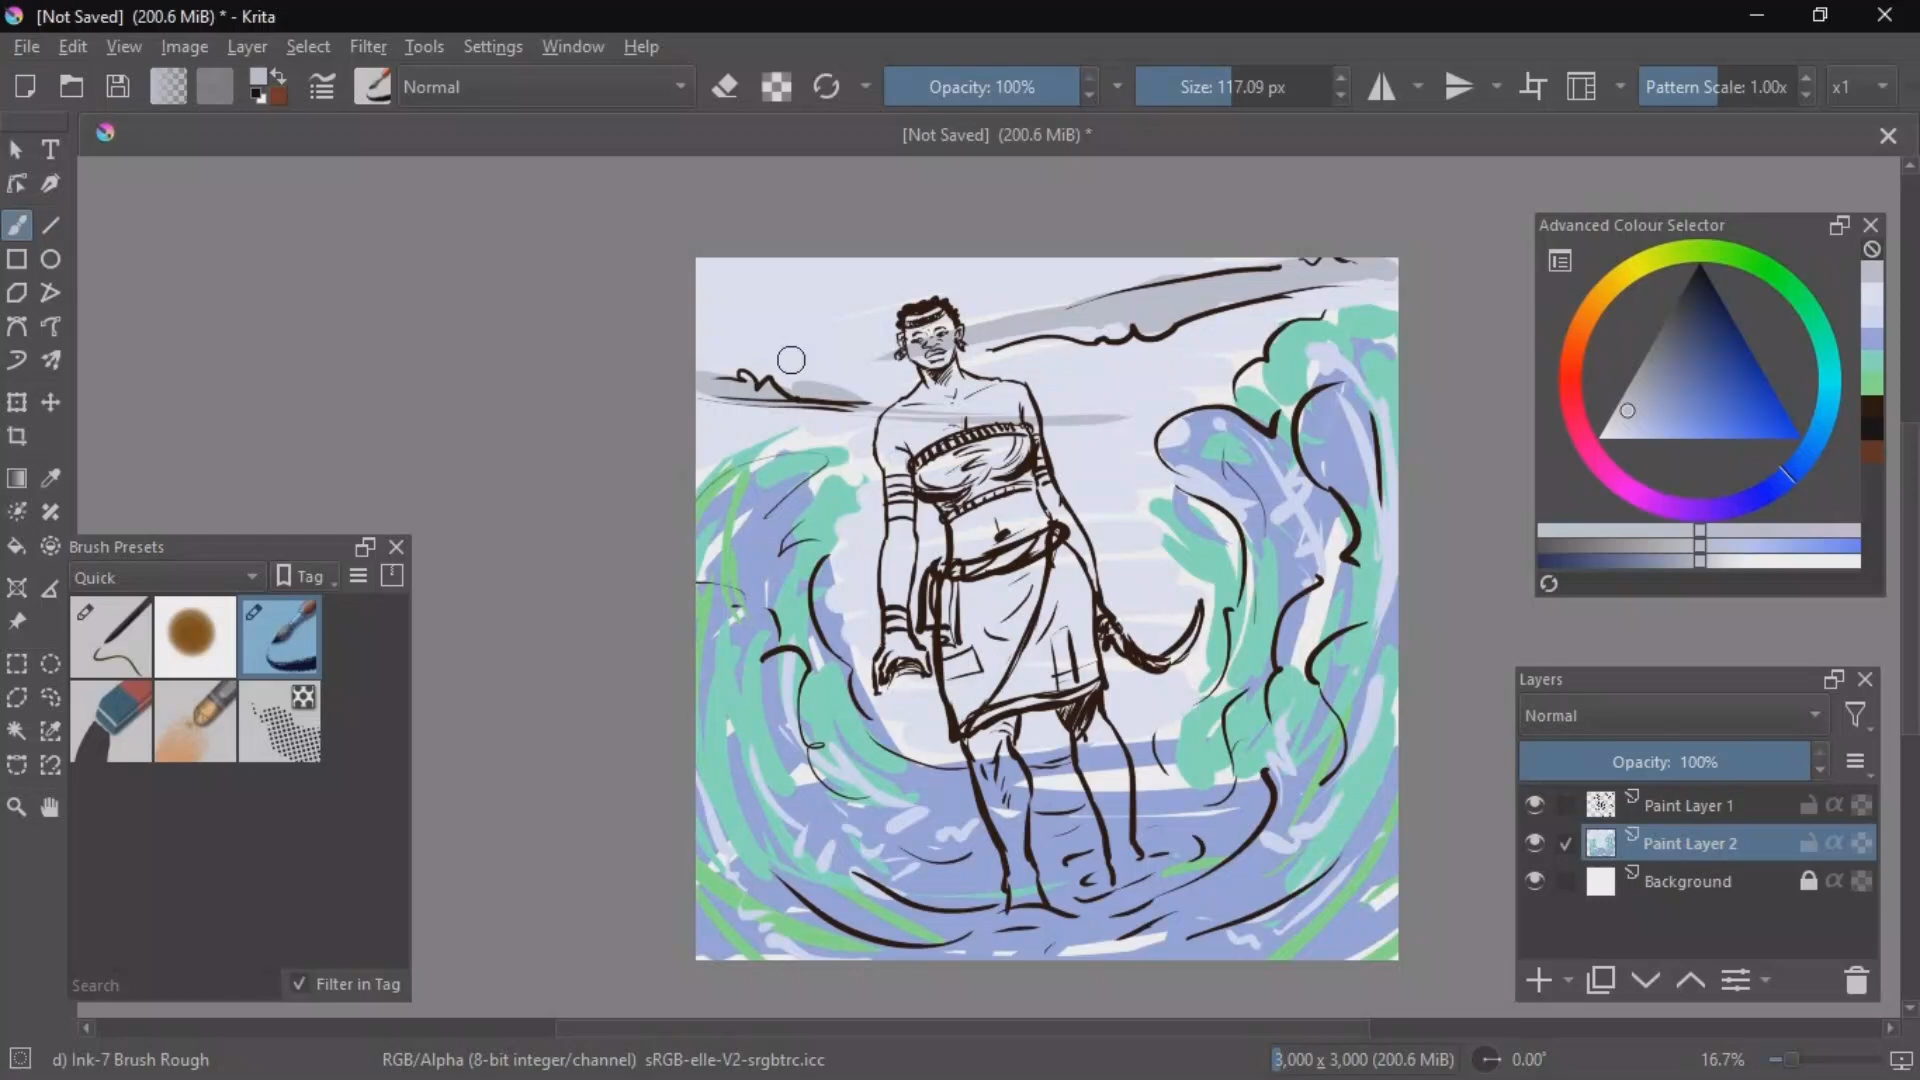 [Not Saved] (200.6 MiB) * - Krita
File Edit View Image Layer Select Filter Tools Settings Window Help
Normal
Opacity: 100%
Size: 117.09 px
Pattern Scale: 1.00x
x1
[Not Saved] (200.6 MiB) *
Advanced Colour Selector
Brush Presets
Quick
Tag
Search
Filter in Tag
Layers
Normal
Opacity: 100%
Paint Layer 1
Paint Layer 2
Background
d) Ink-7 Brush Rough
RGB/Alpha (8-bit integer/channel) sRGB-elle-V2-srgbtrc.icc
3,000 x 3,000 (200.6 MiB)
0.00°
16.7%